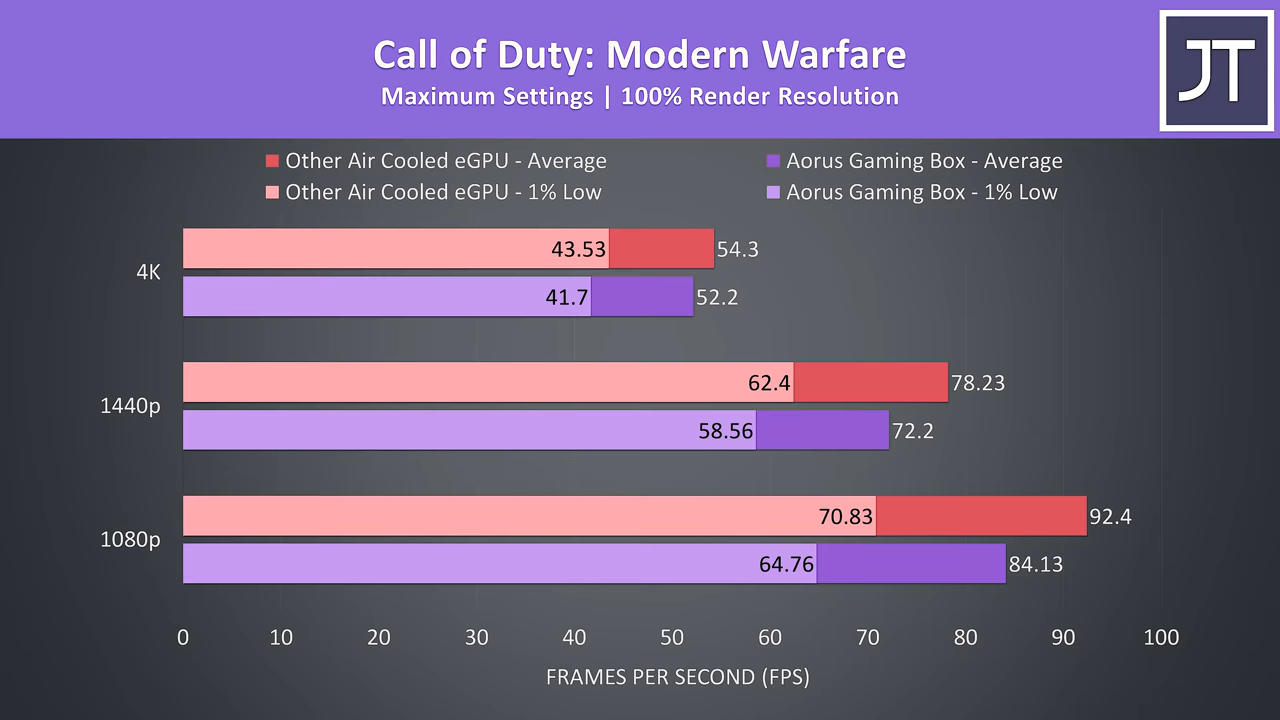 Call of Duty: Modern Warfare
Maximum Settings | 100% Render Resolution
JT
Other Air Cooled eGPU - Average
Aorus Gaming Box - Average
Other Air Cooled eGPU - 1% Low
Aorus Gaming Box - 1% Low
4K
43.53
54.3
41.7
52.2
1440p
62.4
78.23
58.56
72.2
1080p
70.83
92.4
64.76
84.13
0 10 20 30 40 50 60 70 80 90 100
FRAMES PER SECOND (FPS)